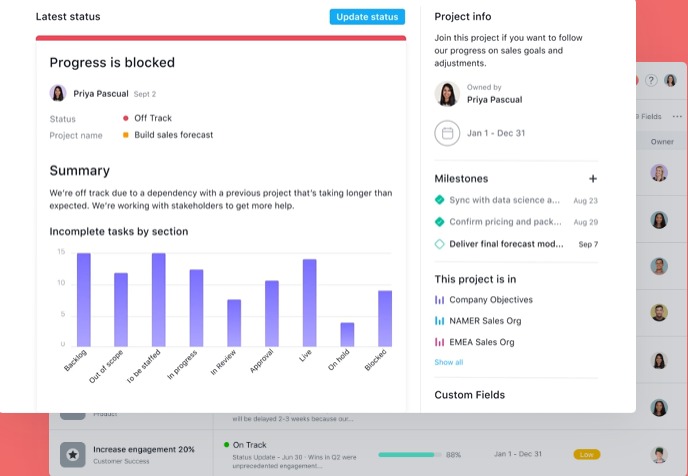 Latest status
Update status
Progress is blocked
Priya Pascual Sept 2
Status Off Track
Project name Build sales forecast
Summary
We're off track due to a dependency with a previous project that's taking longer than
expected. We're working with stakeholders to get more help.
Incomplete tasks by section
15
10
5
0
Backlog
Out of scope
To be staffed
In progress
In Review
Approval
Live
On hold
Blocked
Project info
Join this project if you want to follow
our progress on sales goals and
adjustments.
Owned by
Priya Pascual
Jan 1 - Dec 31
Milestones +
Sync with data science a... Aug 23
Confirm pricing and pack... Aug 29
Deliver final forecast mod... Sep 7
This project is in
Company Objectives
NAMER Sales Org
EMEA Sales Org
Show all
Custom Fields
?
Fields ...
Owner
Product
will be delayed 2-3 weeks because our...
Increase engagement 20%
Customer Success
On Track
Status Update - Jun 30 - Wins in Q2 were
unprecedented engagement...
88%
Jan 1 - Dec 31
Low